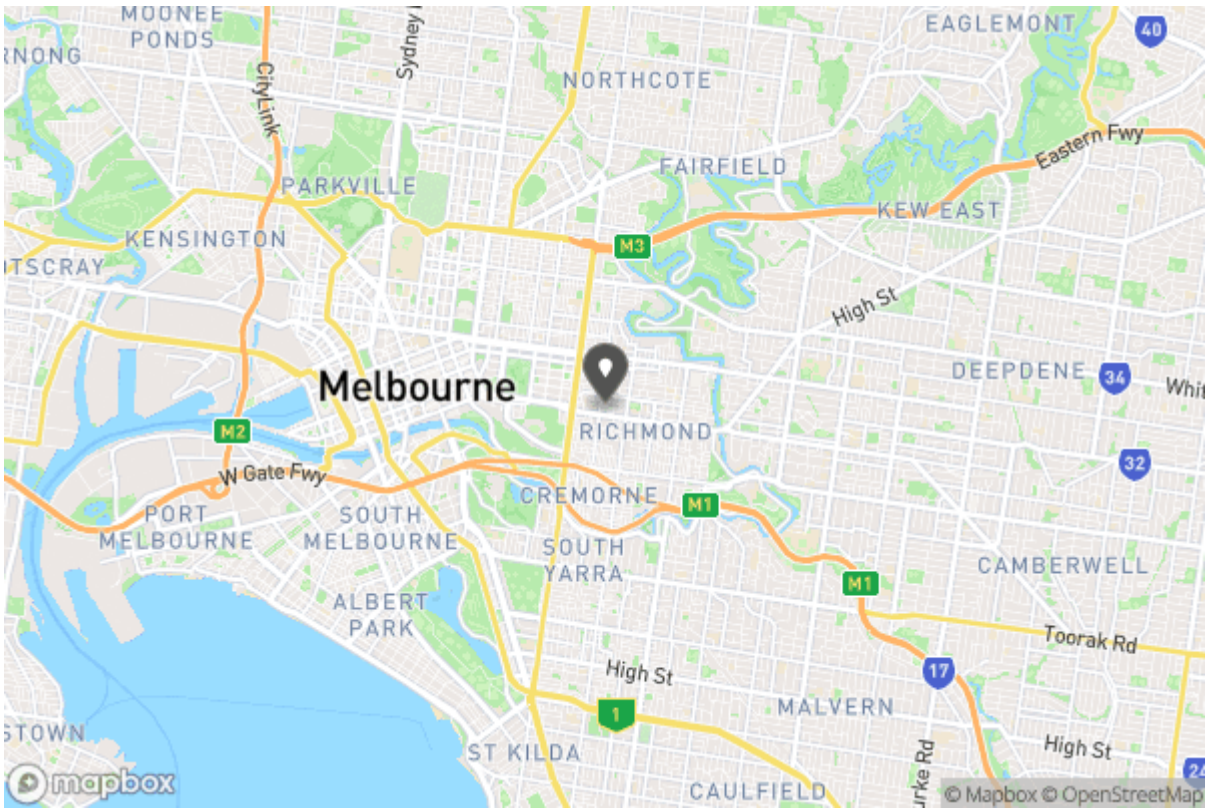 MOONEE
PONDS
EAGLEMONT
40
RNONG
CityLink
Sydney
NORTHCOTE
Eastern Fwy
FAIRFIELD
PARKVILLE
KEW EAST
KENSINGTON
M3
OTSCRAY
High St
Melbourne
DEEPDENE
34
Whit
M2
RICHMOND
32
W Gate Fwy
CREMORNE
M1
PORT
MELBOURNE
SOUTH
MELBOURNE
SOUTH
YARRA
CAMBERWELL
M1
ALBERT
PARK
Toorak Rd
High St
17
MALVERN
1
STOWN
ST KILDA
High St
urke Rd
24
CAULFIELD
mapbox
© Mapbox © OpenStreetMap